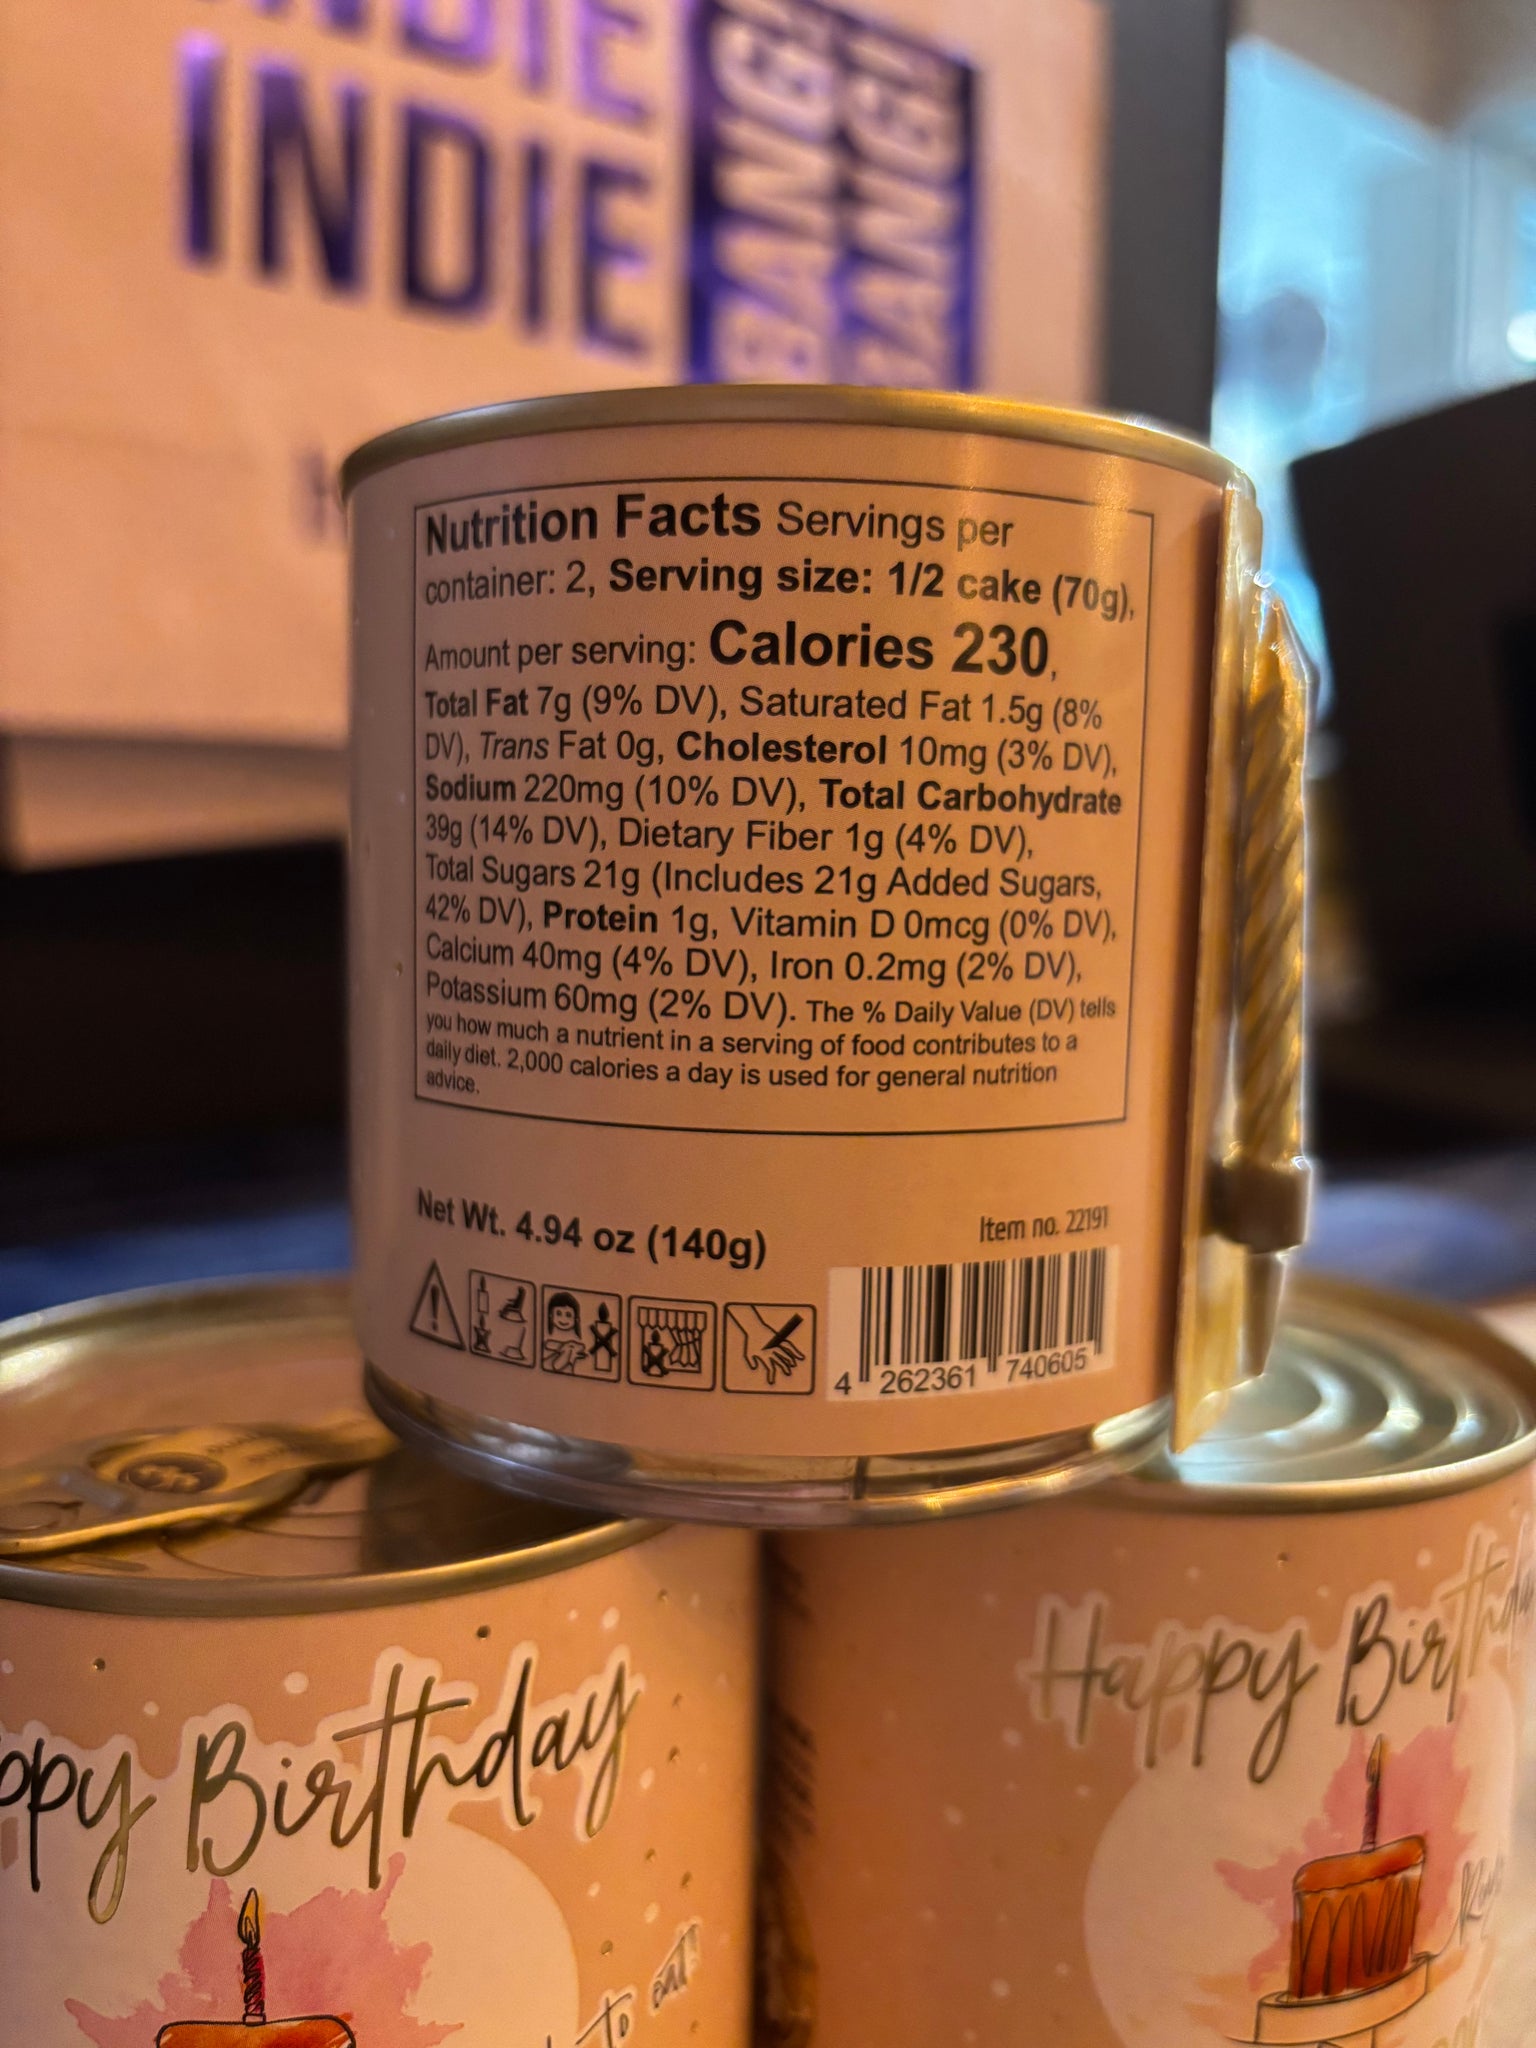 INDIE
INDIE
BANG!
BANG!
Nutrition Facts Servings per
container: 2, Serving size: 1/2 cake (70g),
Amount per serving: Calories 230,
Total Fat 7g (9% DV), Saturated Fat 1.5g (8%
DV), Trans Fat 0g, Cholesterol 10mg (3% DV),
Sodium 220mg (10% DV), Total Carbohydrate
39g (14% DV), Dietary Fiber 1g (4% DV),
Total Sugars 21g (Includes 21g Added Sugars,
42% DV), Protein 1g, Vitamin D 0mcg (0% DV),
Calcium 40mg (4% DV), Iron 0.2mg (2% DV),
Potassium 60mg (2% DV). The % Daily Value (DV) tells
you how much a nutrient in a serving of food contributes to a
daily diet. 2,000 calories a day is used for general nutrition
advice.
Net Wt. 4.94 oz (140g)
Item no. 22191
4 262361 740605
ppy Birthday
to eat!
Happy Birthda